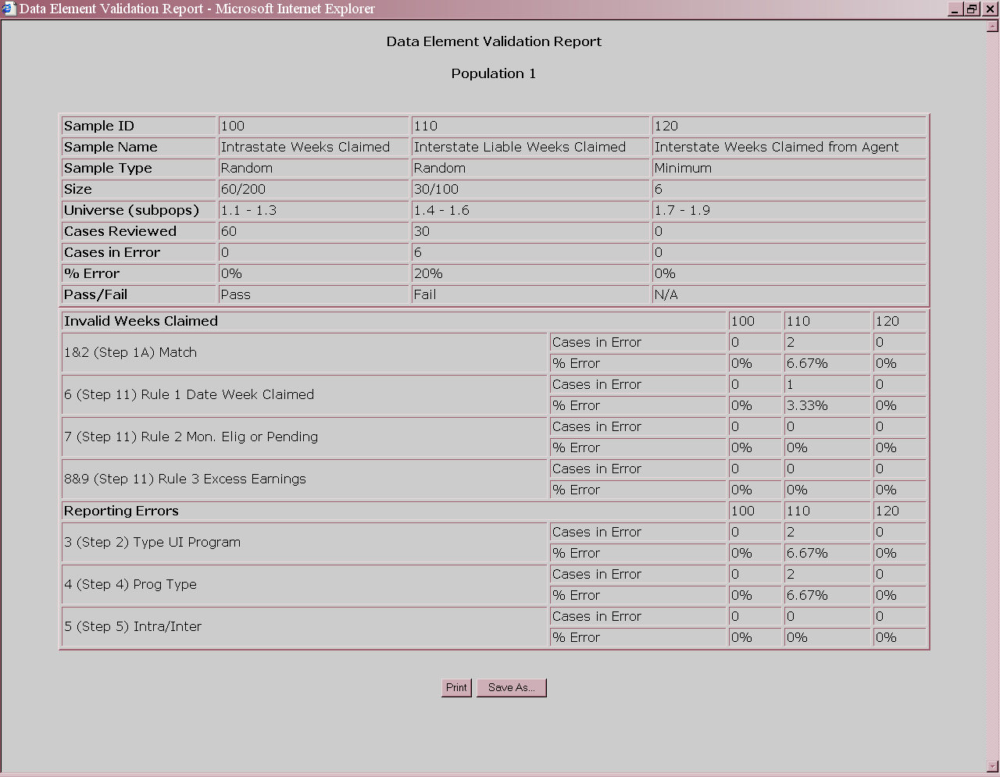 Data Element Validation Report - Microsoft Internet Explorer
Data Element Validation Report
Population 1
Sample ID 100 110 120
Sample Name Intrastate Weeks Claimed Interstate Liable Weeks Claimed Interstate Weeks Claimed from Agent
Sample Type Random Random Minimum
Size 60/200 30/100 6
Universe (subpops) 1.1 - 1.3 1.4 - 1.6 1.7 - 1.9
Cases Reviewed 60 30 0
Cases in Error 0 6 0
% Error 0% 20% 0%
Pass/Fail Pass Fail N/A
Invalid Weeks Claimed 100 110 120
1&2 (Step 1A) Match
Cases in Error 0 2 0
% Error 0% 6.67% 0%
6 (Step 11) Rule 1 Date Week Claimed
Cases in Error 0 1 0
% Error 0% 3.33% 0%
7 (Step 11) Rule 2 Mon. Elig or Pending
Cases in Error 0 0 0
% Error 0% 0% 0%
8&9 (Step 11) Rule 3 Excess Earnings
Cases in Error 0 0 0
% Error 0% 0% 0%
Reporting Errors 100 110 120
3 (Step 2) Type UI Program
Cases in Error 0 2 0
% Error 0% 6.67% 0%
4 (Step 4) Prog Type
Cases in Error 0 2 0
% Error 0% 6.67% 0%
5 (Step 5) Intra/Inter
Cases in Error 0 0 0
% Error 0% 0% 0%
Print Save As...